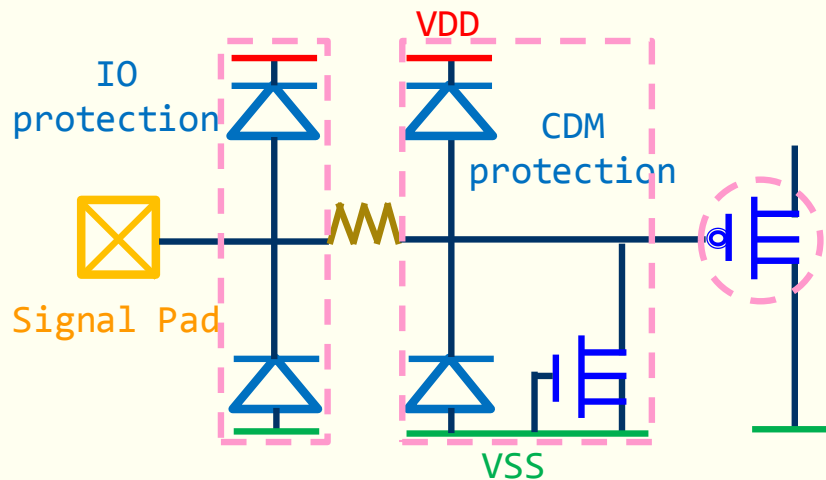 VDD
IO
protection
CDM
protection
Signal Pad
VSS